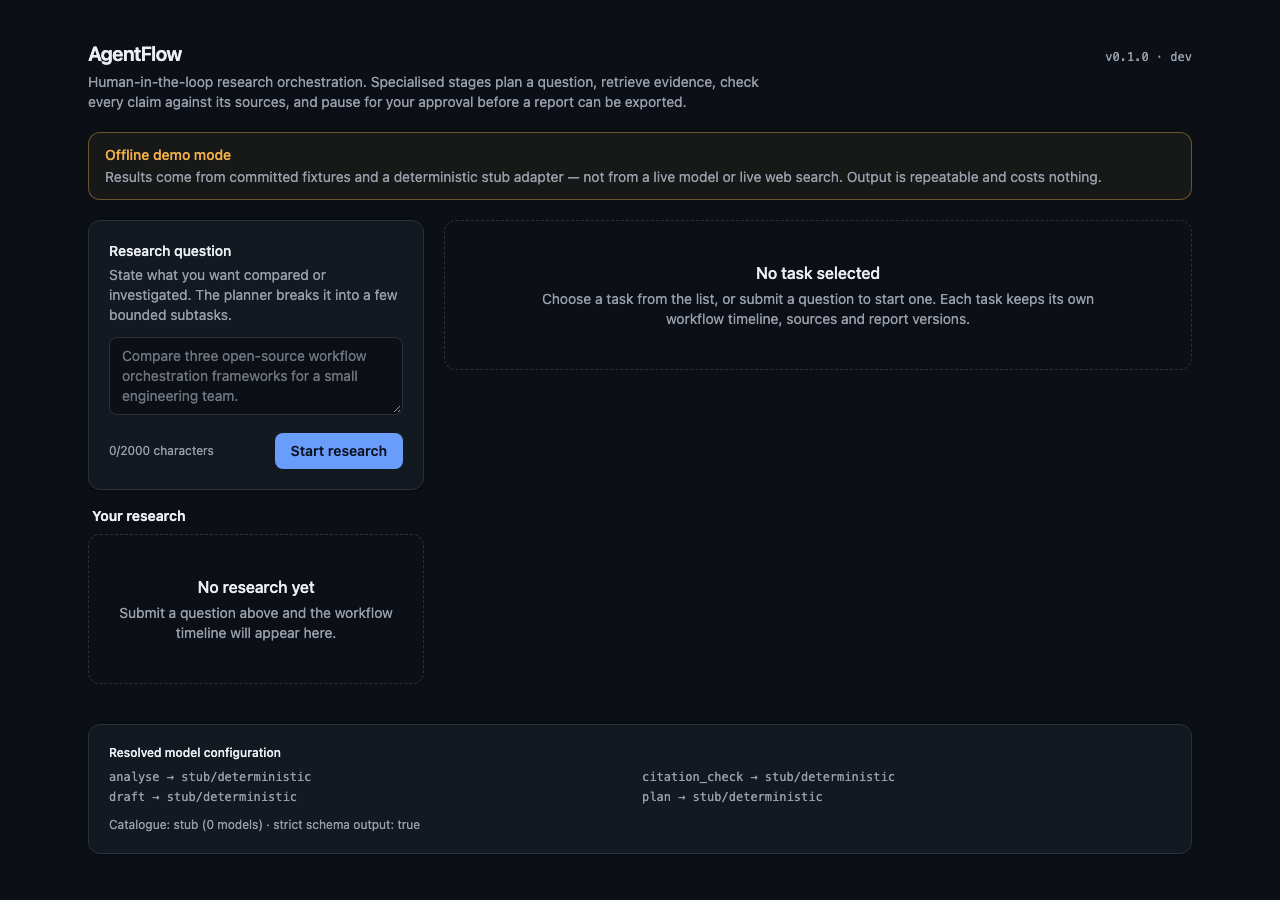 AgentFlow
v0.1.0 · dev
Human-in-the-loop research orchestration. Specialised stages plan a question, retrieve evidence, check
every claim against its sources, and pause for your approval before a report can be exported.
Offline demo mode
Results come from committed fixtures and a deterministic stub adapter — not from a live model or live web search. Output is repeatable and costs nothing.
Research question
State what you want compared or
investigated. The planner breaks it into a few
bounded subtasks.
Compare three open-source workflow
orchestration frameworks for a small
engineering team.
0/2000 characters
Start research
No task selected
Choose a task from the list, or submit a question to start one. Each task keeps its own
workflow timeline, sources and report versions.
Your research
No research yet
Submit a question above and the workflow
timeline will appear here.
Resolved model configuration
analyse → stub/deterministic
citation_check → stub/deterministic
draft → stub/deterministic
plan → stub/deterministic
Catalogue: stub (0 models) · strict schema output: true